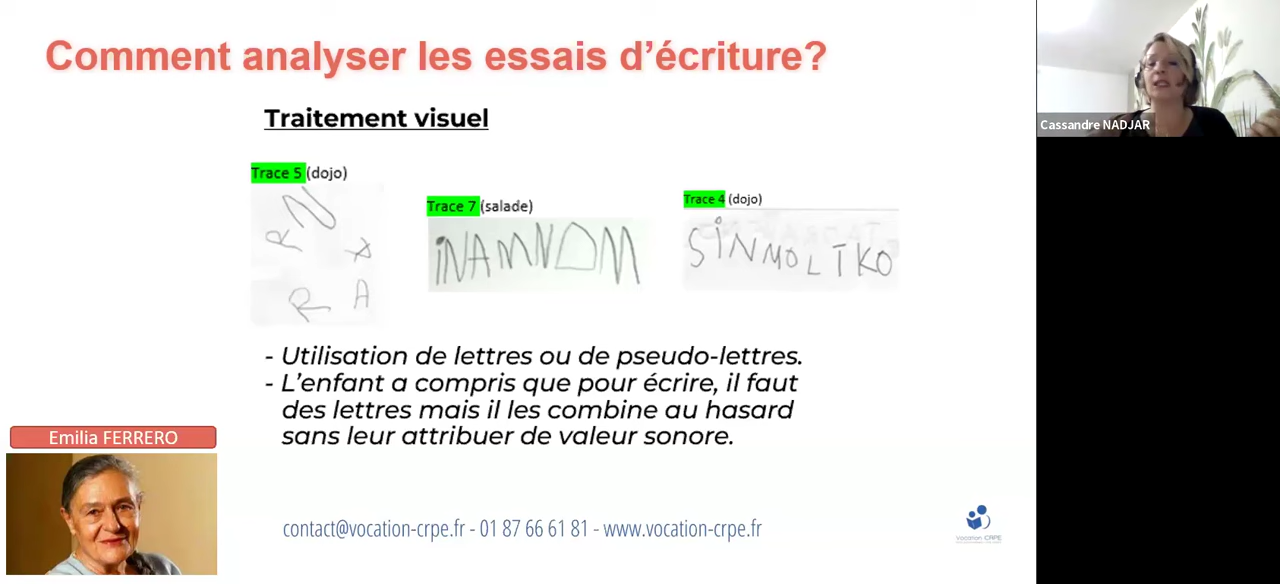 Comment analyser les essais d’écriture?
Cassandre NADJAR
Traitement visuel
Trace 5 (dojo)
Trace 7 (salade)
Trace 4 (dojo)
R N
X
R A
iNAMNDM
SiNMOLTKO
- Utilisation de lettres ou de pseudo-lettres.
- L’enfant a compris que pour écrire, il faut
des lettres mais il les combine au hasard
sans leur attribuer de valeur sonore.
Emilia FERRERO
contact@vocation-crpe.fr - 01 87 66 61 81 - www.vocation-crpe.fr
Vocation CRPE